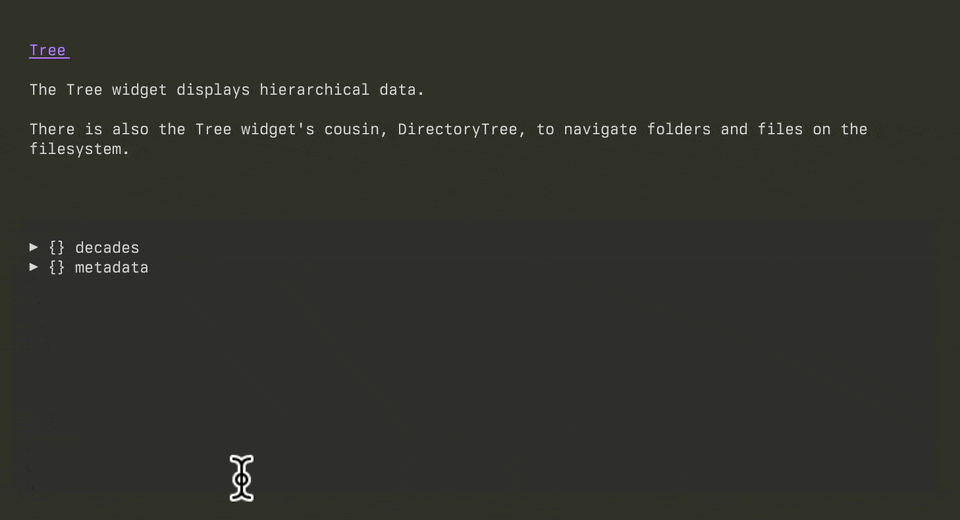 Tree
The Tree widget displays hierarchical data.
There is also the Tree widget's cousin, DirectoryTree, to navigate folders and files on the
filesystem.
▶ {} decades
▶ {} metadata